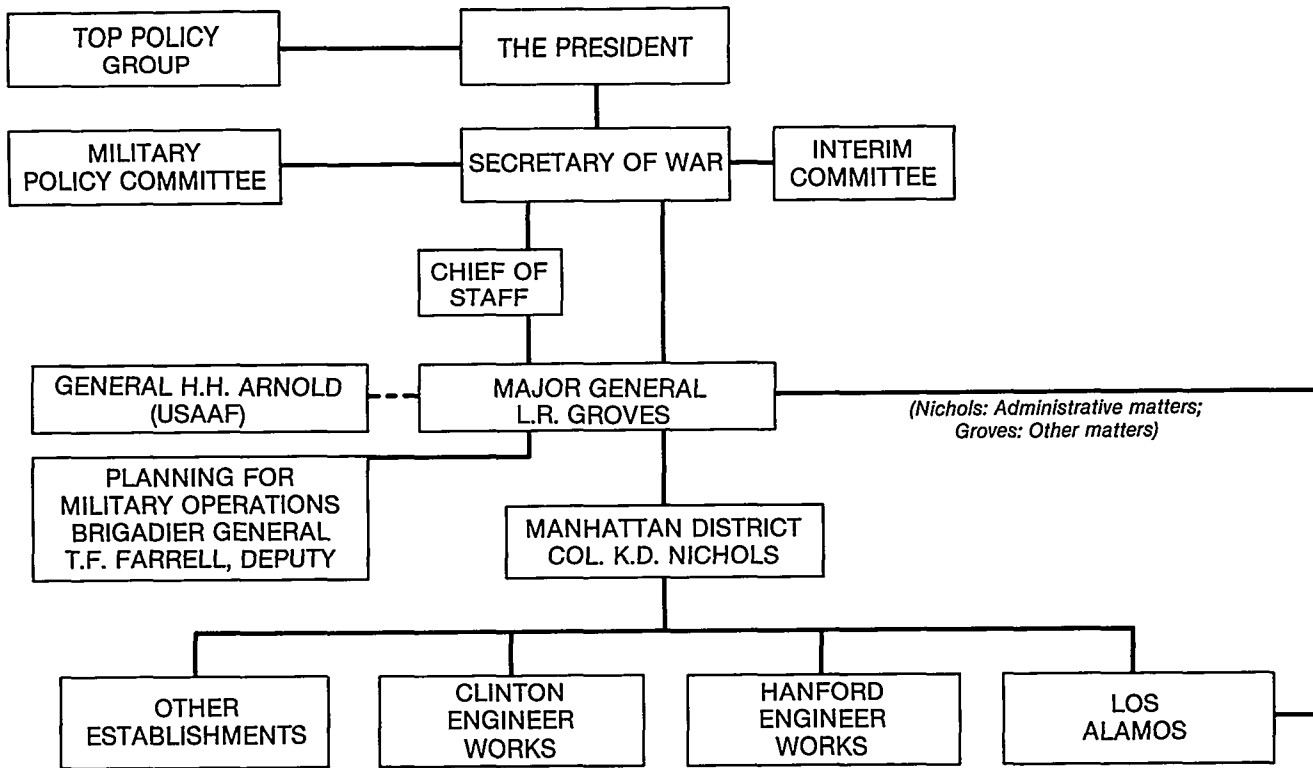 TOP POLICY
GROUP
THE PRESIDENT
MILITARY
POLICY COMMITTEE
SECRETARY OF WAR
INTERIM
COMMITTEE
CHIEF OF
STAFF
GENERAL H.H. ARNOLD
(USAAF)
MAJOR GENERAL
L.R. GROVES
(Nichols: Administrative matters;
Groves: Other matters)
PLANNING FOR
MILITARY OPERATIONS
BRIGADIER GENERAL
T.F. FARRELL, DEPUTY
MANHATTAN DISTRICT
COL. K.D. NICHOLS
OTHER
ESTABLISHMENTS
CLINTON
ENGINEER
WORKS
HANFORD
ENGINEER
WORKS
LOS
ALAMOS